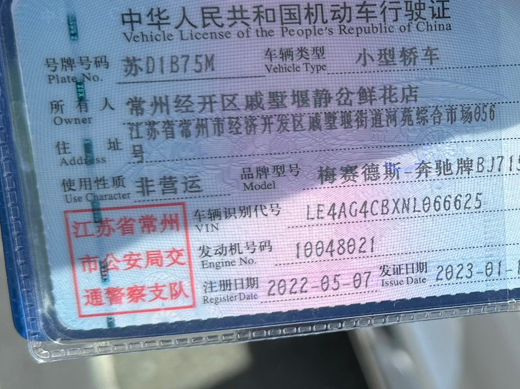 中华人民共和国机动车行驶证
Vehicle License of the People's Republic of China
号牌号码 苏D1B75M 车辆类型 小型轿车
Plate No. Vehicle Type
所有人 常州经开区戚墅堰静岔鲜花店
Owner
住址 江苏省常州市经济开发区戚墅堰街道河苑综合市场056号
Address
使用性质 非营运 品牌型号 梅赛德斯-奔驰牌BJ715
Use Character Model
江苏省常州市公安局交通警察支队
车辆识别代号 LE4AG4CBXNL066625
VIN
发动机号码 10048021
Engine No.
注册日期 2022-05-07 发证日期 2023-01-
Register Date Issue Date